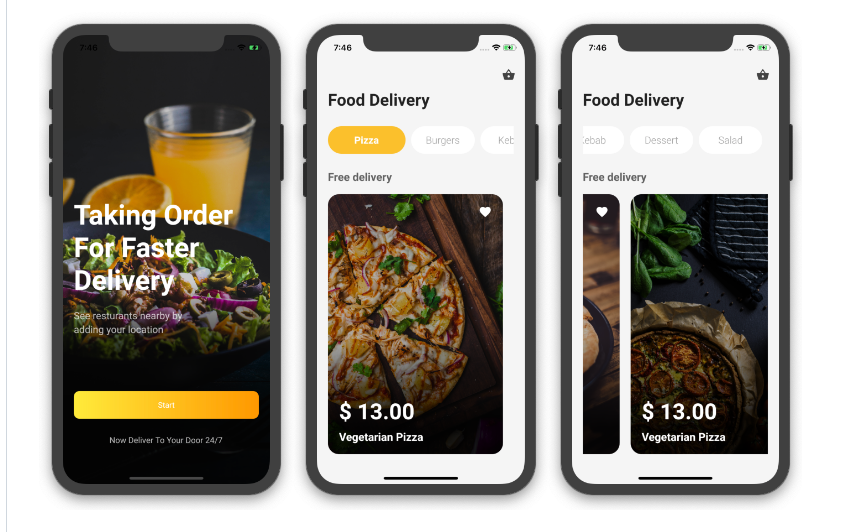 7:46
Taking Order
For Faster
Delivery
See resturants nearby by
adding your location
Start
Now Deliver To Your Door 24/7
7:46
Food Delivery
Pizza
Burgers
Keb
Free delivery
$ 13.00
Vegetarian Pizza
7:46
Food Delivery
Kebab
Dessert
Salad
Free delivery
$ 13.00
Vegetarian Pizza